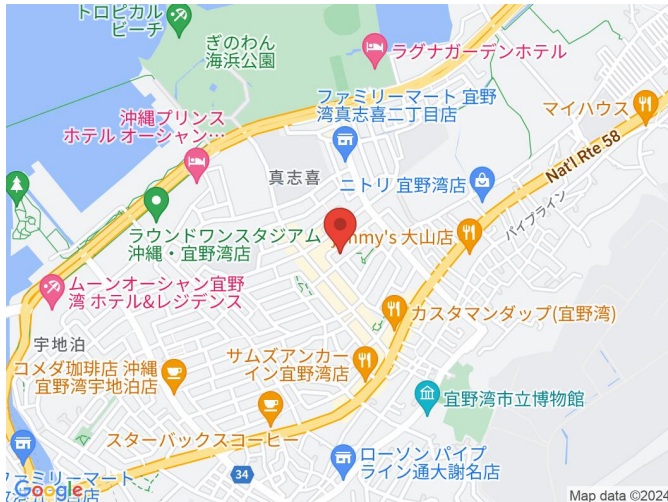 トロピカル
ビーチ
ぎのわん
海浜公園
ラグナガーデンホテル
沖縄プリンス
ホテル オーシャン…
ファミリーマート 宜野
湾真志喜二丁目店
マイハウス
真志喜
ニトリ 宜野湾店
Nat'l Rte 58
パイプライン
ラウンドワンスタジアム
沖縄・宜野湾店
mmy's 大山店
ムーンオーシャン宜野
湾 ホテル&レジデンス
カスタマンダップ(宜野湾)
宇地泊
コメダ珈琲店 沖縄
宜野湾宇地泊店
サムズアンカー
イン宜野湾店
宜野湾市立博物館
スターバックスコーヒー
34
ローソン パイプ
ライン通大謝名店
ファミリーマート
Google
Map data ©2024